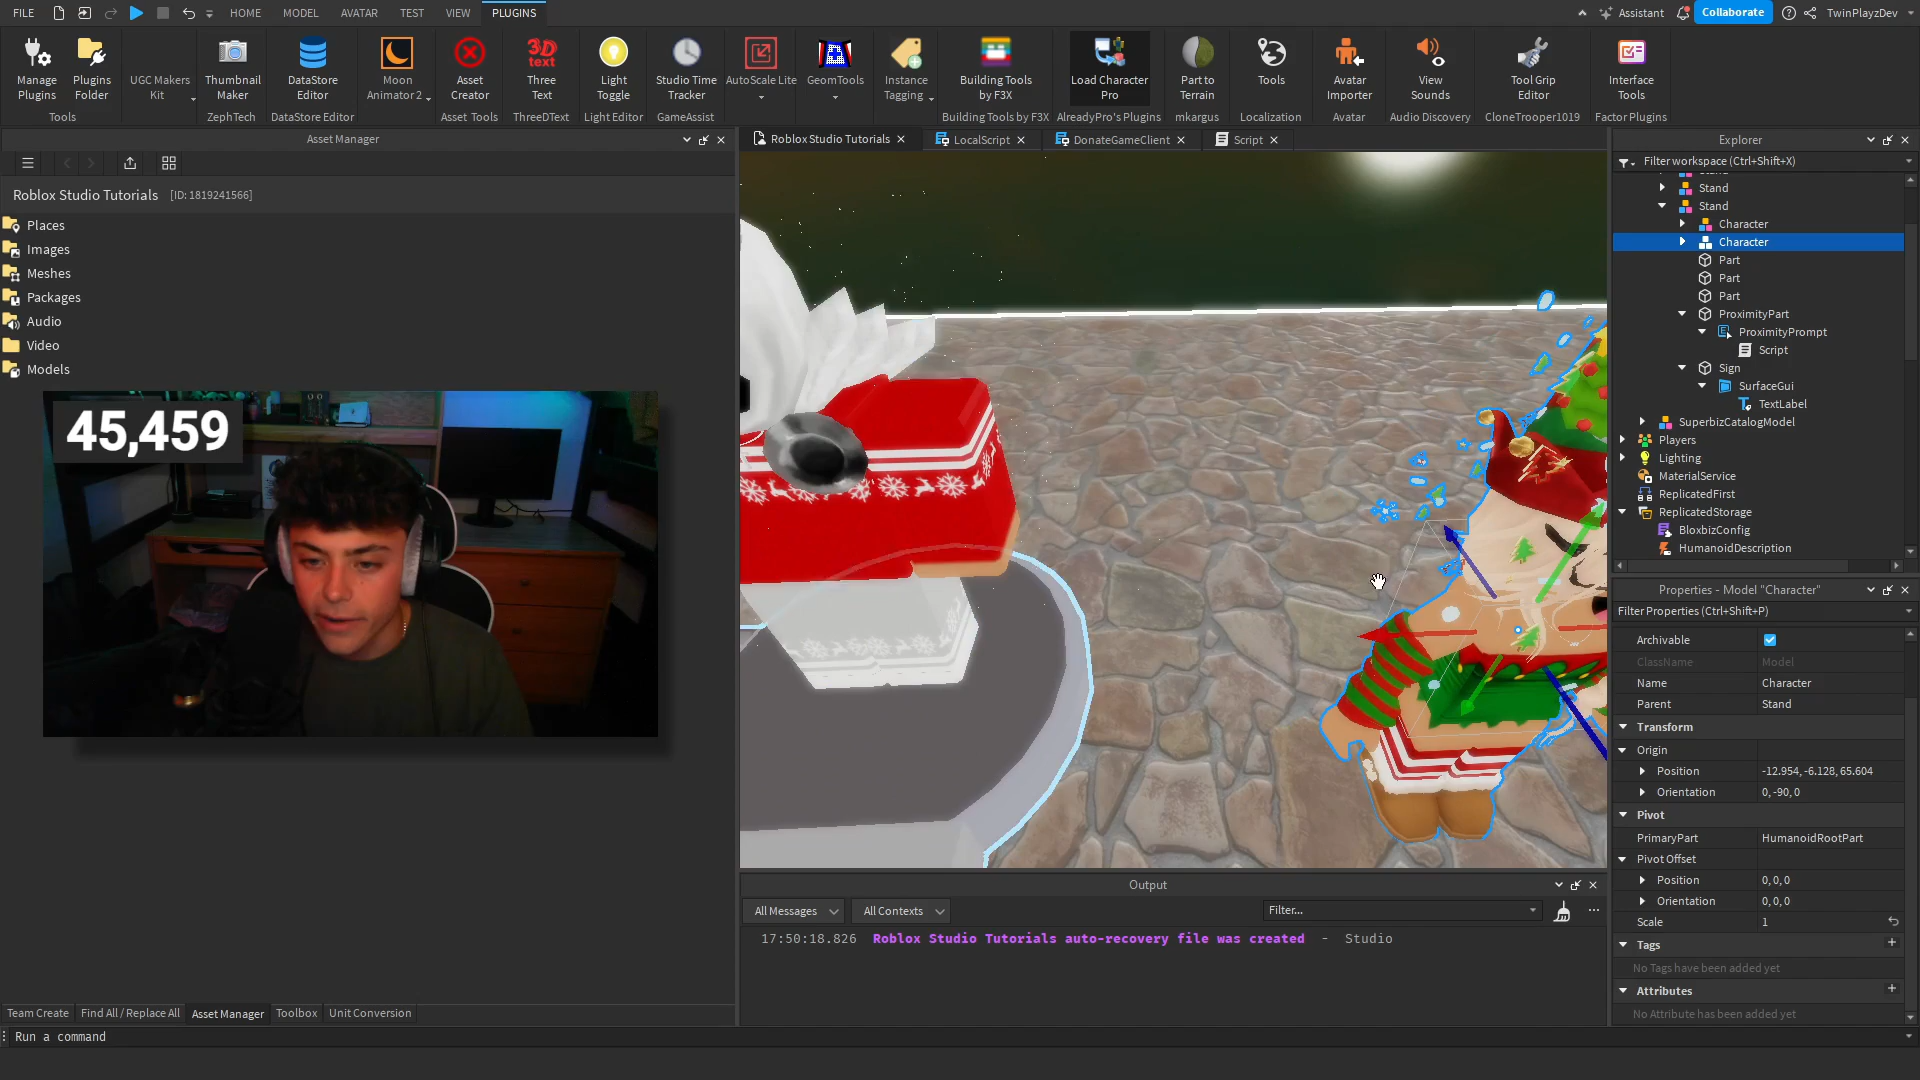 FILE HOME MODEL AVATAR TEST VIEW PLUGINS Assistant Collaborate TwinPlayzDev
Manage Plugins
Plugins Folder
UGC Makers Kit
Thumbnail Maker
DataStore Editor
Moon Animator 2
Asset Creator
Three Text
3D text
Light Toggle
Studio Time Tracker
AutoScale Lite
GeomTools
Instance Tagging
Building Tools by F3X
Load Character Pro
Part to Terrain
Tools
Avatar Importer
View Sounds
Tool Grip Editor
Interface Tools
Tools ZephTech DataStore Editor Asset Tools ThreeDText Light Editor GameAssist Building Tools by F3X AlreadyPro's Plugins mkargus Localization Avatar Audio Discovery CloneTrooper1019 Factor Plugins
Asset Manager
Roblox Studio Tutorials [ID: 1819241566]
Places
Images
Meshes
Packages
Audio
Video
Models
45,459
Team Create Find All / Replace All Asset Manager Toolbox Unit Conversion
Run a command
Roblox Studio Tutorials LocalScript DonateGameClient Script
Output
All Messages All Contexts Filter...
17:50:18.826 Roblox Studio Tutorials auto-recovery file was created - Studio
Explorer
Filter workspace (Ctrl+Shift+X)
Stand
Stand
Character
Character
Part
Part
Part
ProximityPart
ProximityPrompt
Script
Sign
SurfaceGui
TextLabel
SuperbizCatalogModel
Players
Lighting
MaterialService
ReplicatedFirst
ReplicatedStorage
BloxbizConfig
HumanoidDescription
Properties - Model "Character"
Filter Properties (Ctrl+Shift+P)
Archivable
ClassName Model
Name Character
Parent Stand
Transform
Origin
Position -12.954, -6.128, 65.604
Orientation 0, -90, 0
Pivot
PrimaryPart HumanoidRootPart
Pivot Offset
Position 0, 0, 0
Orientation 0, 0, 0
Scale 1
Tags
No Tags have been added yet
Attributes
No Attribute has been added yet